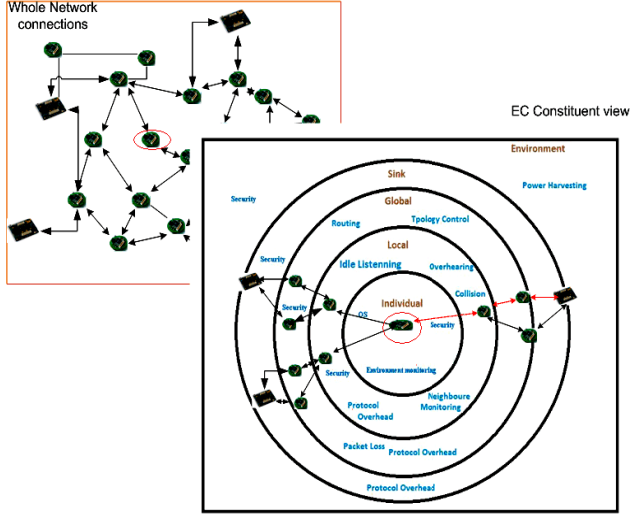 Whole Network
connections
EC Constituent view
Environment
Sink
Power Harvesting
Security
Global
Routing
Tpology Control
Local
Security
Idle Listenning
Overhearing
Individual
Collision
Security
OS
Security
Environment monitoring
Security
Protocol
Overhead
Neighboure
Monitoring
Packet Loss
Protocol Overhead
Protocol Overhead